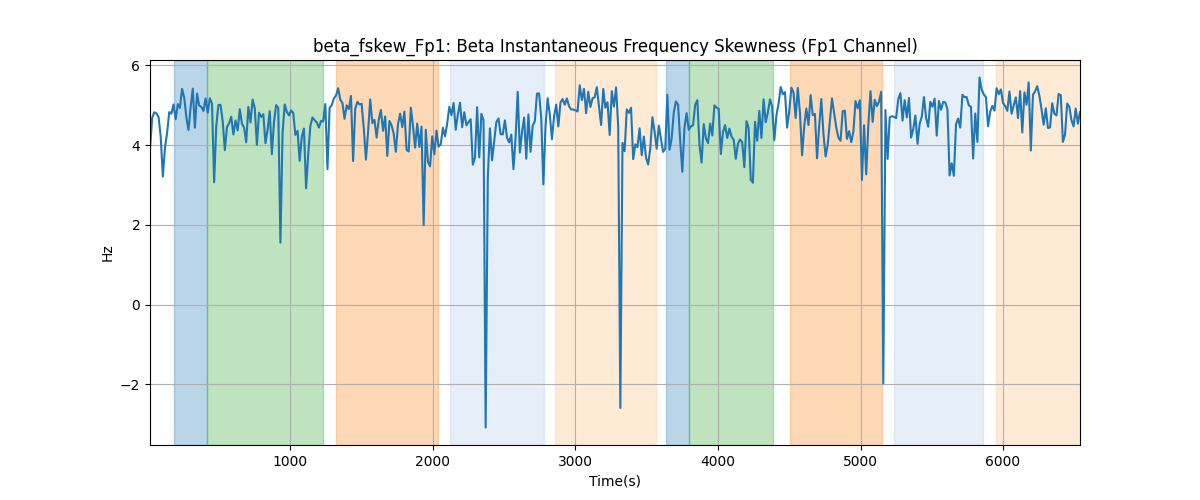 beta_fskew_Fp1: Beta Instantaneous Frequency Skewness (Fp1 Channel)
6
4
2
0
−2
Hz
1000 2000 3000 4000 5000 6000
Time(s)